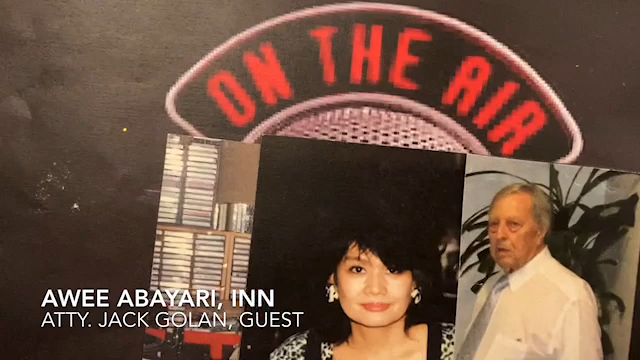 ON THE AIR
AWEE ABAYARI, INN
ATTY. JACK GOLAN, GUEST